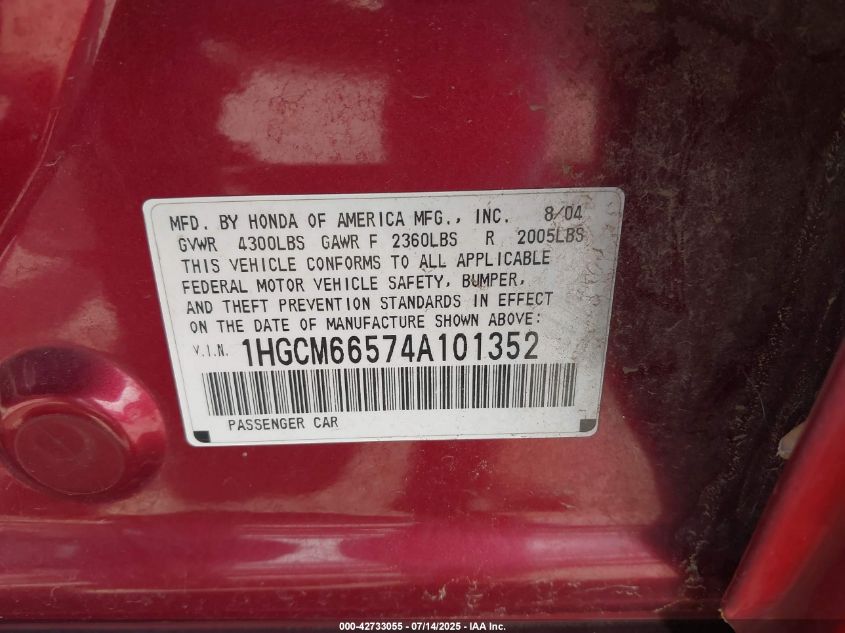 MFD. BY HONDA OF AMERICA MFG., INC. 8/04
GVWR 4300LBS GAWR F 2360LBS R 2005LBS
THIS VEHICLE CONFORMS TO ALL APPLICABLE
FEDERAL MOTOR VEHICLE SAFETY, BUMPER,
AND THEFT PREVENTION STANDARDS IN EFFECT
ON THE DATE OF MANUFACTURE SHOWN ABOVE:
V.I.N. 1HGCM66574A101352
PASSENGER CAR
000-42733055 - 07/14/2025 - IAA Inc.